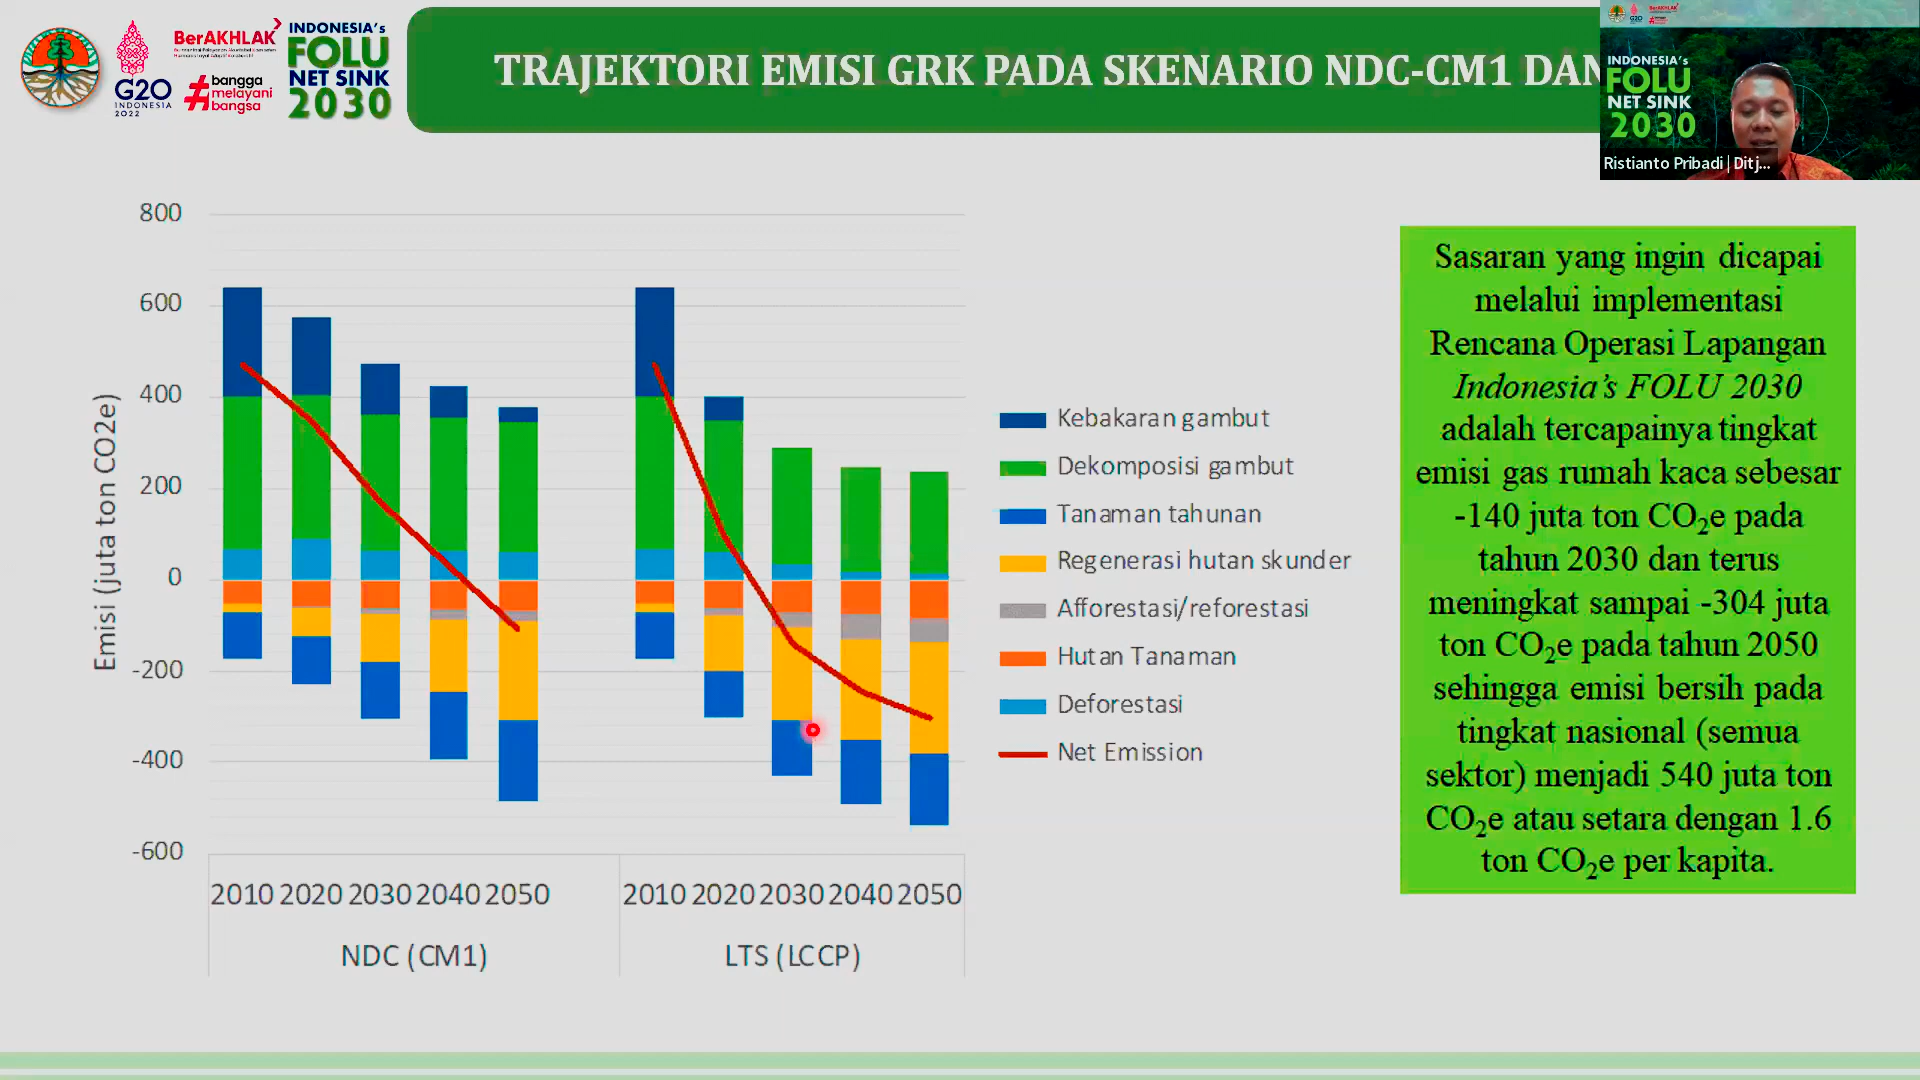 BerAKHLAK
G20
INDONESIA
2022
#bangga
melayani
bangsa
INDONESIA's
FOLU
NET SINK
2030
TRAJEKTORI EMISI GRK PADA SKENARIO NDC-CM1 DAN
INDONESIA's
FOLU
NET SINK
2030
Ristianto Pribadi | Ditj...
Emisi (juta ton CO2e)
800
600
400
200
0
-200
-400
-600
2010 2020 2030 2040 2050
2010 2020 2030 2040 2050
NDC (CM1)
LTS (LCCP)
Kebakaran gambut
Dekomposisi gambut
Tanaman tahunan
Regenerasi hutan skunder
Afforestasi/reforestasi
Hutan Tanaman
Deforestasi
Net Emission
Sasaran yang ingin dicapai
melalui implementasi
Rencana Operasi Lapangan
Indonesia's FOLU 2030
adalah tercapainya tingkat
emisi gas rumah kaca sebesar
-140 juta ton CO₂e pada
tahun 2030 dan terus
meningkat sampai -304 juta
ton CO₂e pada tahun 2050
sehingga emisi bersih pada
tingkat nasional (semua
sektor) menjadi 540 juta ton
CO₂e atau setara dengan 1.6
ton CO₂e per kapita.